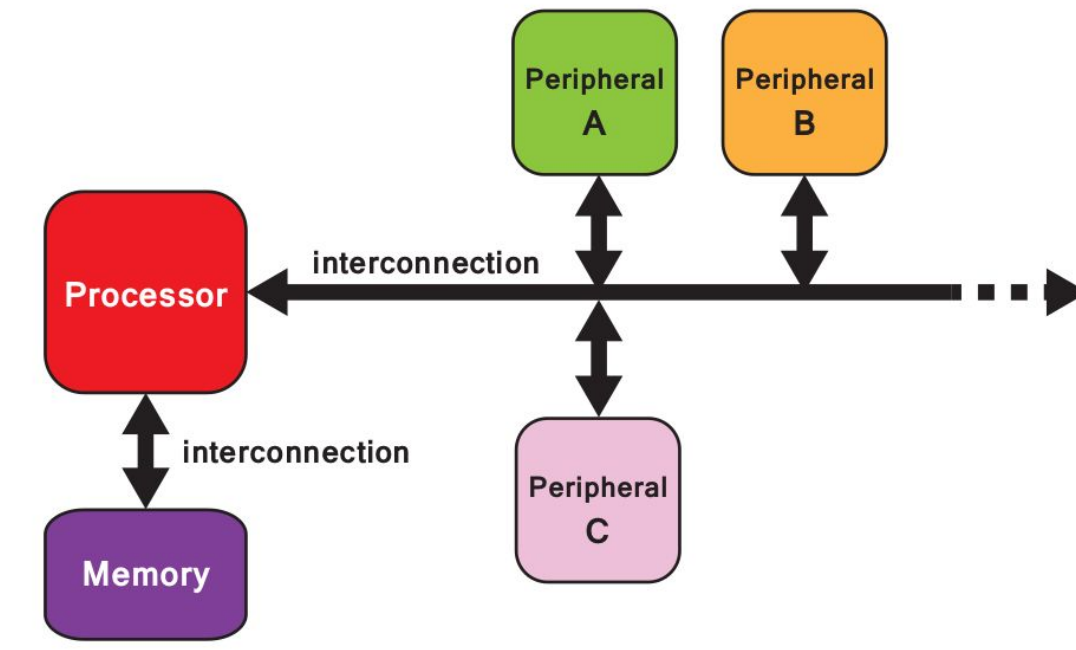 Peripheral
A
Peripheral
B
interconnection
Processor
interconnection
Peripheral
C
Memory